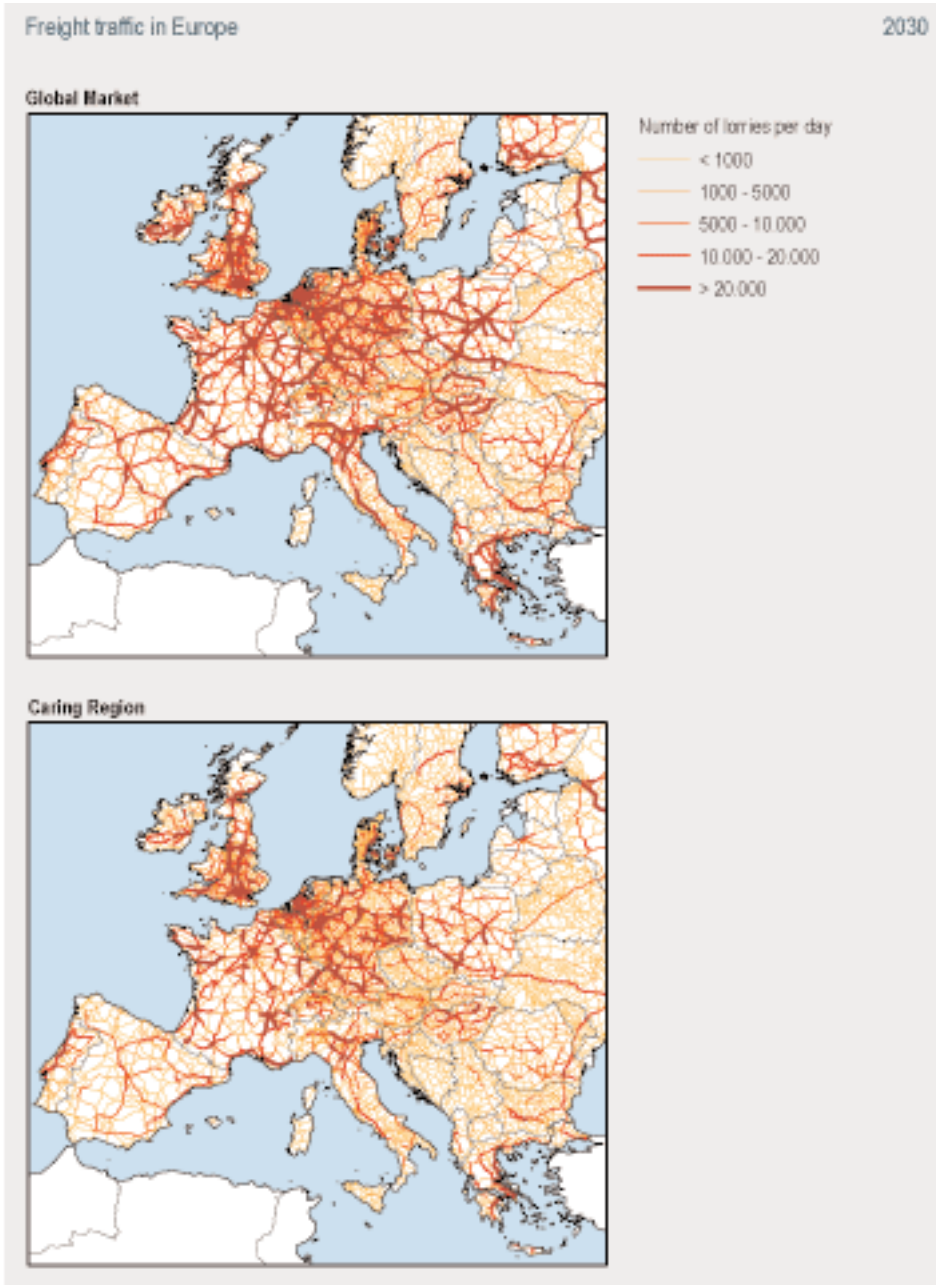 Freight traffic in Europe
2030
Global Market
Number of lorries per day
< 1000
1000 - 5000
5000 - 10.000
10.000 - 20.000
> 20.000
Caring Region